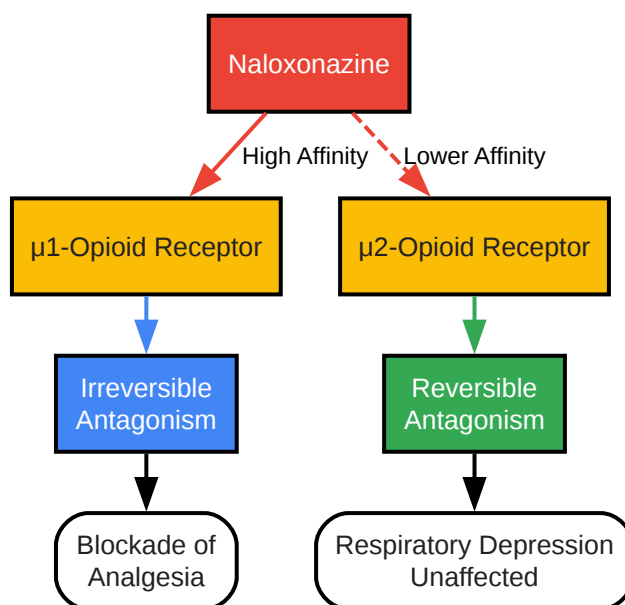 Naloxonazine
High Affinity
Lower Affinity
μ1-Opioid Receptor
μ2-Opioid Receptor
Irreversible
Antagonism
Reversible
Antagonism
Blockade of
Analgesia
Respiratory Depression
Unaffected